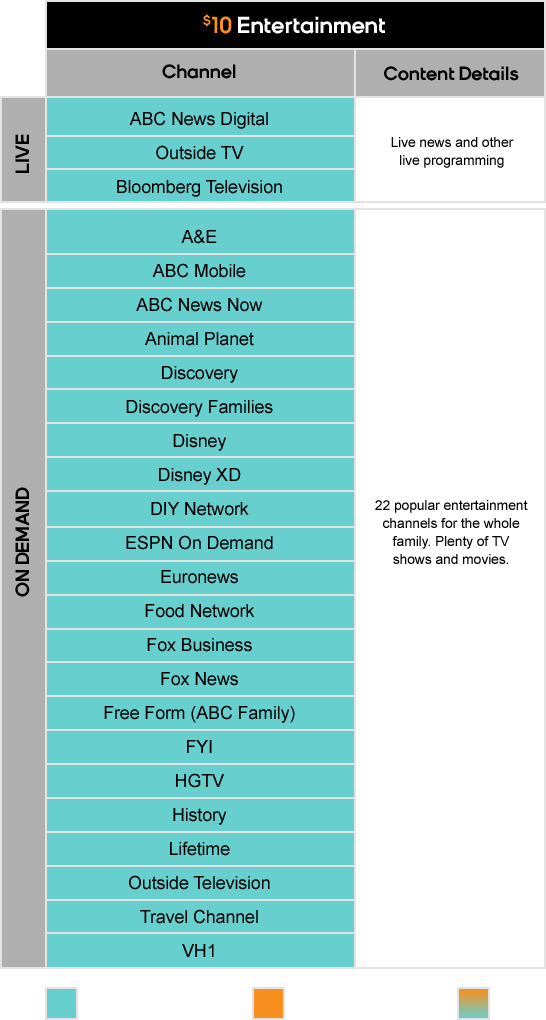 $10 Entertainment
Channel
Content Details
LIVE
ABC News Digital
Outside TV
Bloomberg Television
Live news and other
live programming
ON DEMAND
A&E
ABC Mobile
ABC News Now
Animal Planet
Discovery
Discovery Families
Disney
Disney XD
DIY Network
ESPN On Demand
Euronews
Food Network
Fox Business
Fox News
Free Form (ABC Family)
FYI
HGTV
History
Lifetime
Outside Television
Travel Channel
VH1
22 popular entertainment
channels for the whole
family. Plenty of TV
shows and movies.